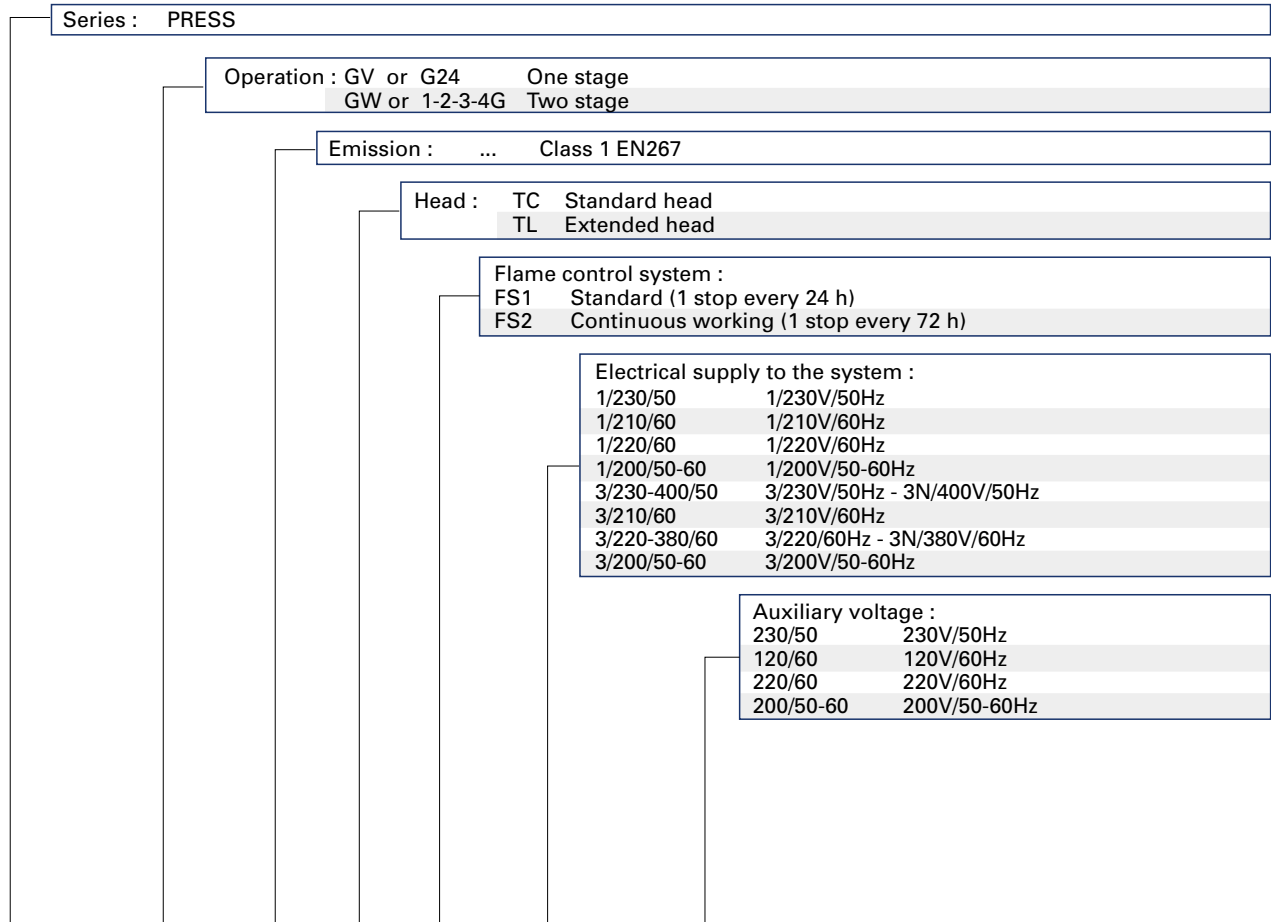 Series : PRESS
Operation : GV or G24 One stage
GW or 1-2-3-4G Two stage
Emission : ... Class 1 EN267
Head : TC Standard head
TL Extended head
Flame control system :
FS1 Standard (1 stop every 24 h)
FS2 Continuous working (1 stop every 72 h)
Electrical supply to the system :
1/230/50 1/230V/50Hz
1/210/60 1/210V/60Hz
1/220/60 1/220V/60Hz
1/200/50-60 1/200V/50-60Hz
3/230-400/50 3/230V/50Hz - 3N/400V/50Hz
3/210/60 3/210V/60Hz
3/220-380/60 3/220/60Hz - 3N/380V/60Hz
3/200/50-60 3/200V/50-60Hz
Auxiliary voltage :
230/50 230V/50Hz
120/60 120V/60Hz
220/60 220V/60Hz
200/50-60 200V/50-60Hz